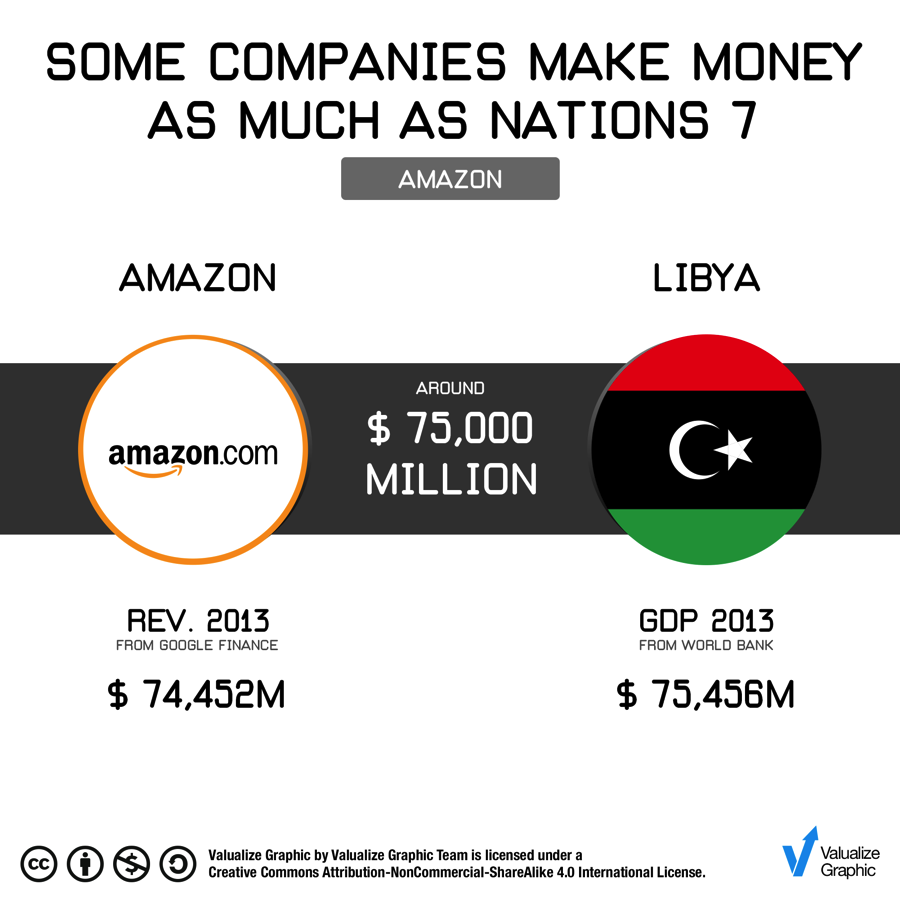 SOME COMPANIES MAKE MONEY
AS MUCH AS NATIONS 7
AMAZON
AMAZON
LIBYA
amazon.com
AROUND
$ 75,000
MILLION
REV. 2013
FROM GOOGLE FINANCE
$ 74,452M
GDP 2013
FROM WORLD BANK
$ 75,456M
cc
Valualize Graphic by Valualize Graphic Team is licensed under a
Creative Commons Attribution-NonCommercial-ShareAlike 4.0 International License.
Valualize
Graphic